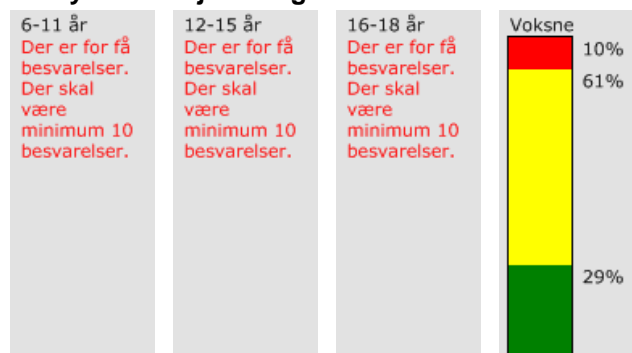 6-11 år
Der er for få
besvarelser.
Der skal
være
minimum 10
besvarelser.
12-15 år
Der er for få
besvarelser.
Der skal
være
minimum 10
besvarelser.
16-18 år
Der er for få
besvarelser.
Der skal
være
minimum 10
besvarelser.
Voksne
10%
61%
29%